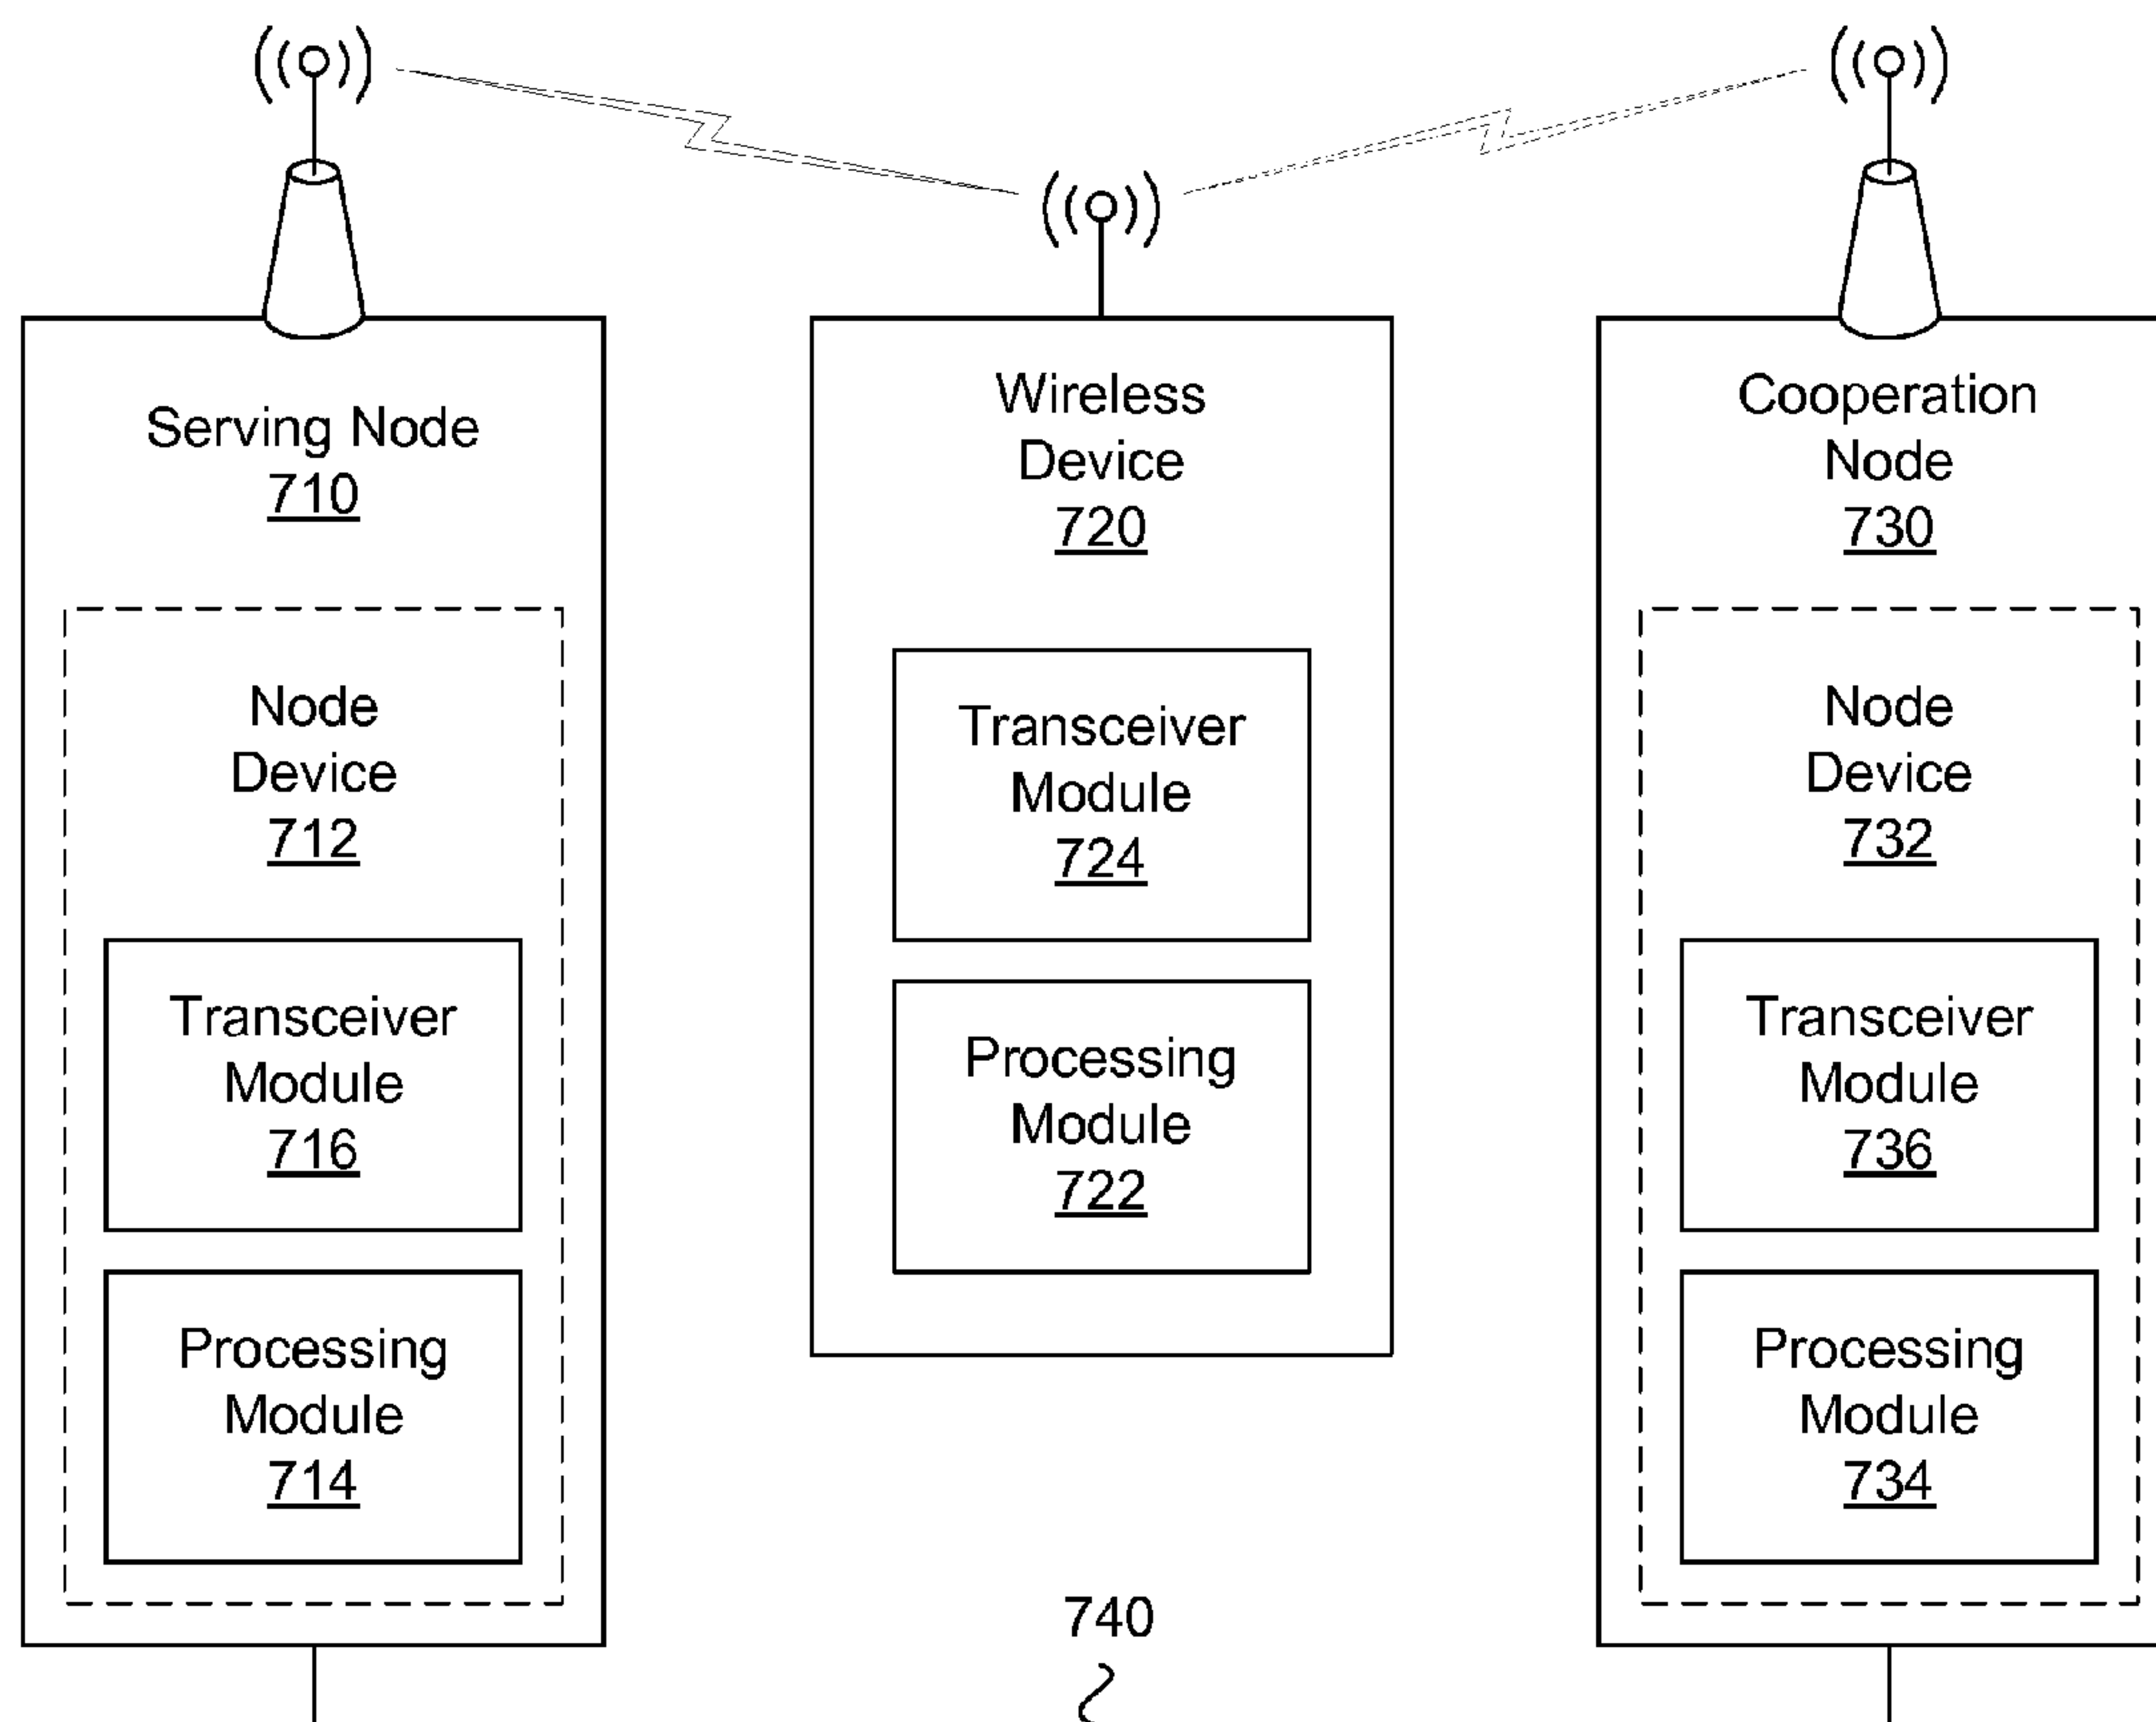 Serving Node
710
Node
Device
712
Transceiver
Module
716
Processing
Module
714
Wireless
Device
720
Transceiver
Module
724
Processing
Module
722
Cooperation
Node
730
Node
Device
732
Transceiver
Module
736
Processing
Module
734
740